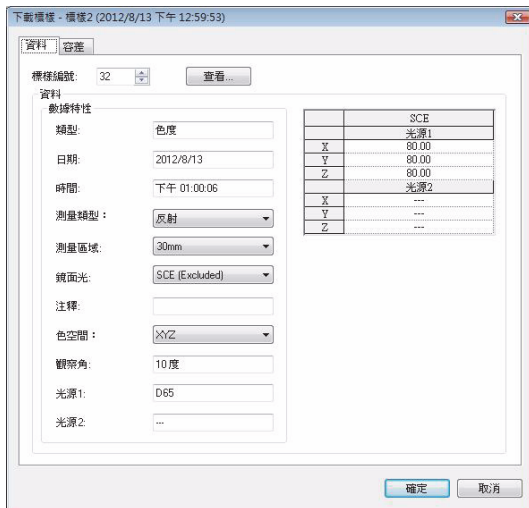 下載標樣 - 標樣2 (2012/8/13 下午 12:59:53)
資料 容差
標樣編號: 32 查看...
資料
數據特性
類型: 色度
日期: 2012/8/13
時間: 下午 01:00:06
測量類型： 反射
測量區域: 30mm
鏡面光: SCE (Excluded)
注釋:
色空間： XYZ
觀察角: 10 度
光源1: D65
光源2: ---
SCE
光源1
X 80.00
Y 80.00
Z 80.00
光源2
X ---
Y ---
Z ---
確定 取消